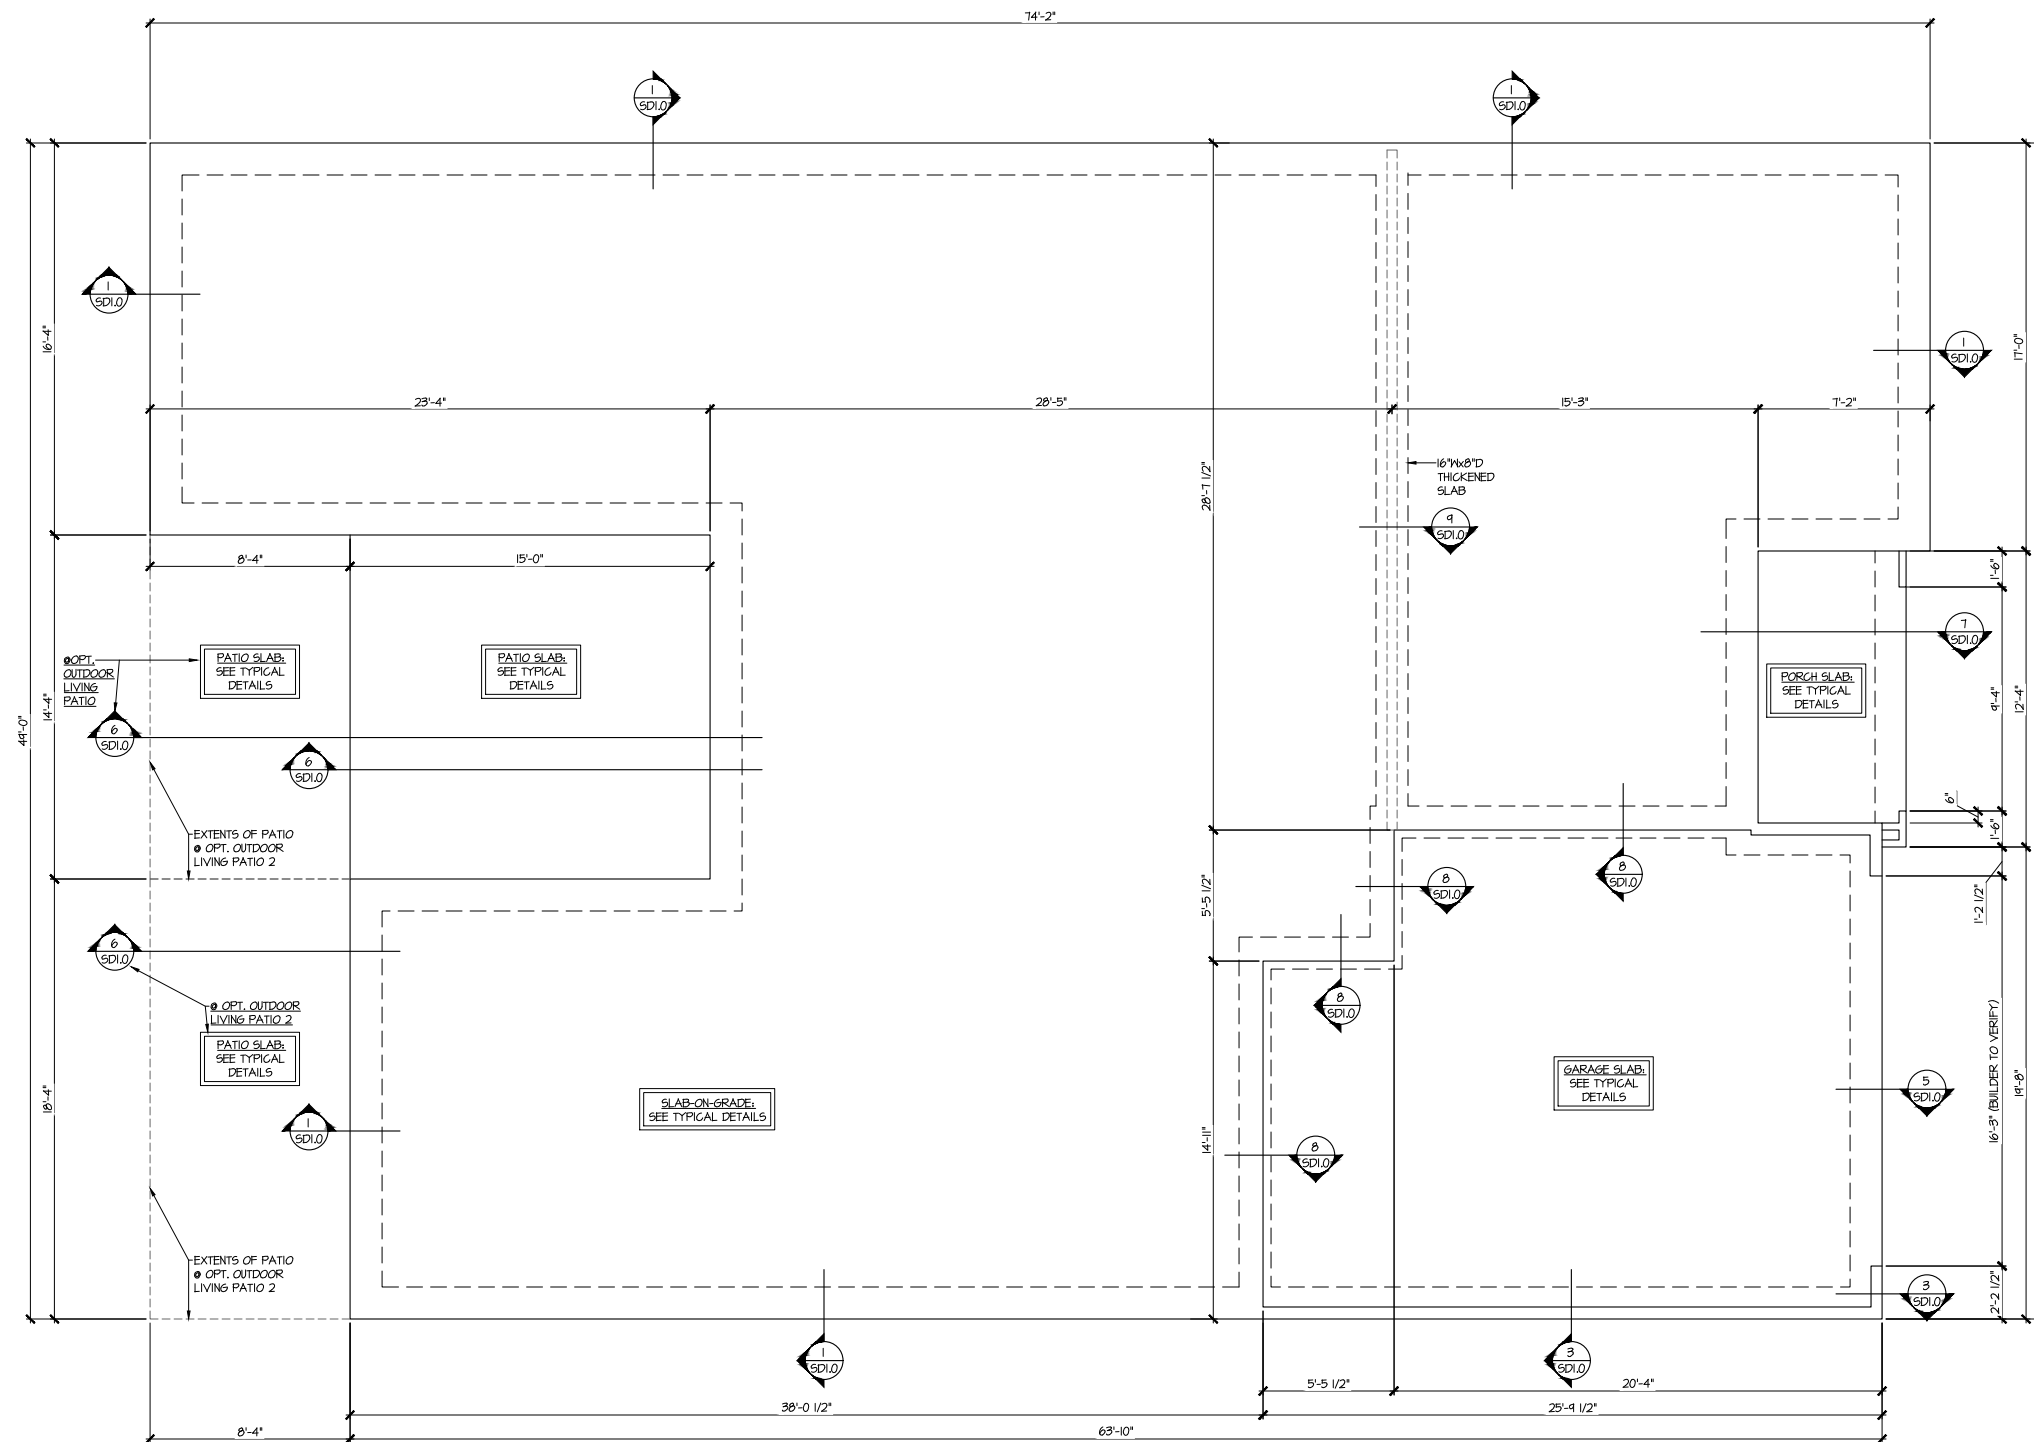 74'-2"
1
SD1.0
1
SD1.0
1
SD1.0
16'-4"
17'-0"
1
SD1.0
23'-4"
28'-5"
15'-3"
7'-2"
28'-7 1/2"
16"Wx8"D
THICKENED
SLAB
9
SD1.0
8'-4"
15'-0"
1'-6"
7
SD1.0
@OPT.
OUTDOOR
LIVING
PATIO
PATIO SLAB:
SEE TYPICAL
DETAILS
PATIO SLAB:
SEE TYPICAL
DETAILS
PORCH SLAB:
SEE TYPICAL
DETAILS
49'-0"
14'-4"
9'-4"
12'-4"
6
SD1.0
6
SD1.0
6"
EXTENTS OF PATIO
@ OPT. OUTDOOR
LIVING PATIO 2
1'-6"
8
SD1.0
8
SD1.0
5'-5 1/2"
1'-2 1/2"
6
SD1.0
8
SD1.0
@ OPT. OUTDOOR
LIVING PATIO 2
PATIO SLAB:
SEE TYPICAL
DETAILS
18'-4"
1
SD1.0
SLAB-ON-GRADE:
SEE TYPICAL DETAILS
14'-11"
8
SD1.0
GARAGE SLAB:
SEE TYPICAL
DETAILS
5
SD1.0
16'-3" (BUILDER TO VERIFY)
19'-8"
EXTENTS OF PATIO
@ OPT. OUTDOOR
LIVING PATIO 2
3
SD1.0
2'-2 1/2"
1
SD1.0
3
SD1.0
5'-5 1/2"
20'-4"
38'-0 1/2"
25'-9 1/2"
8'-4"
63'-10"